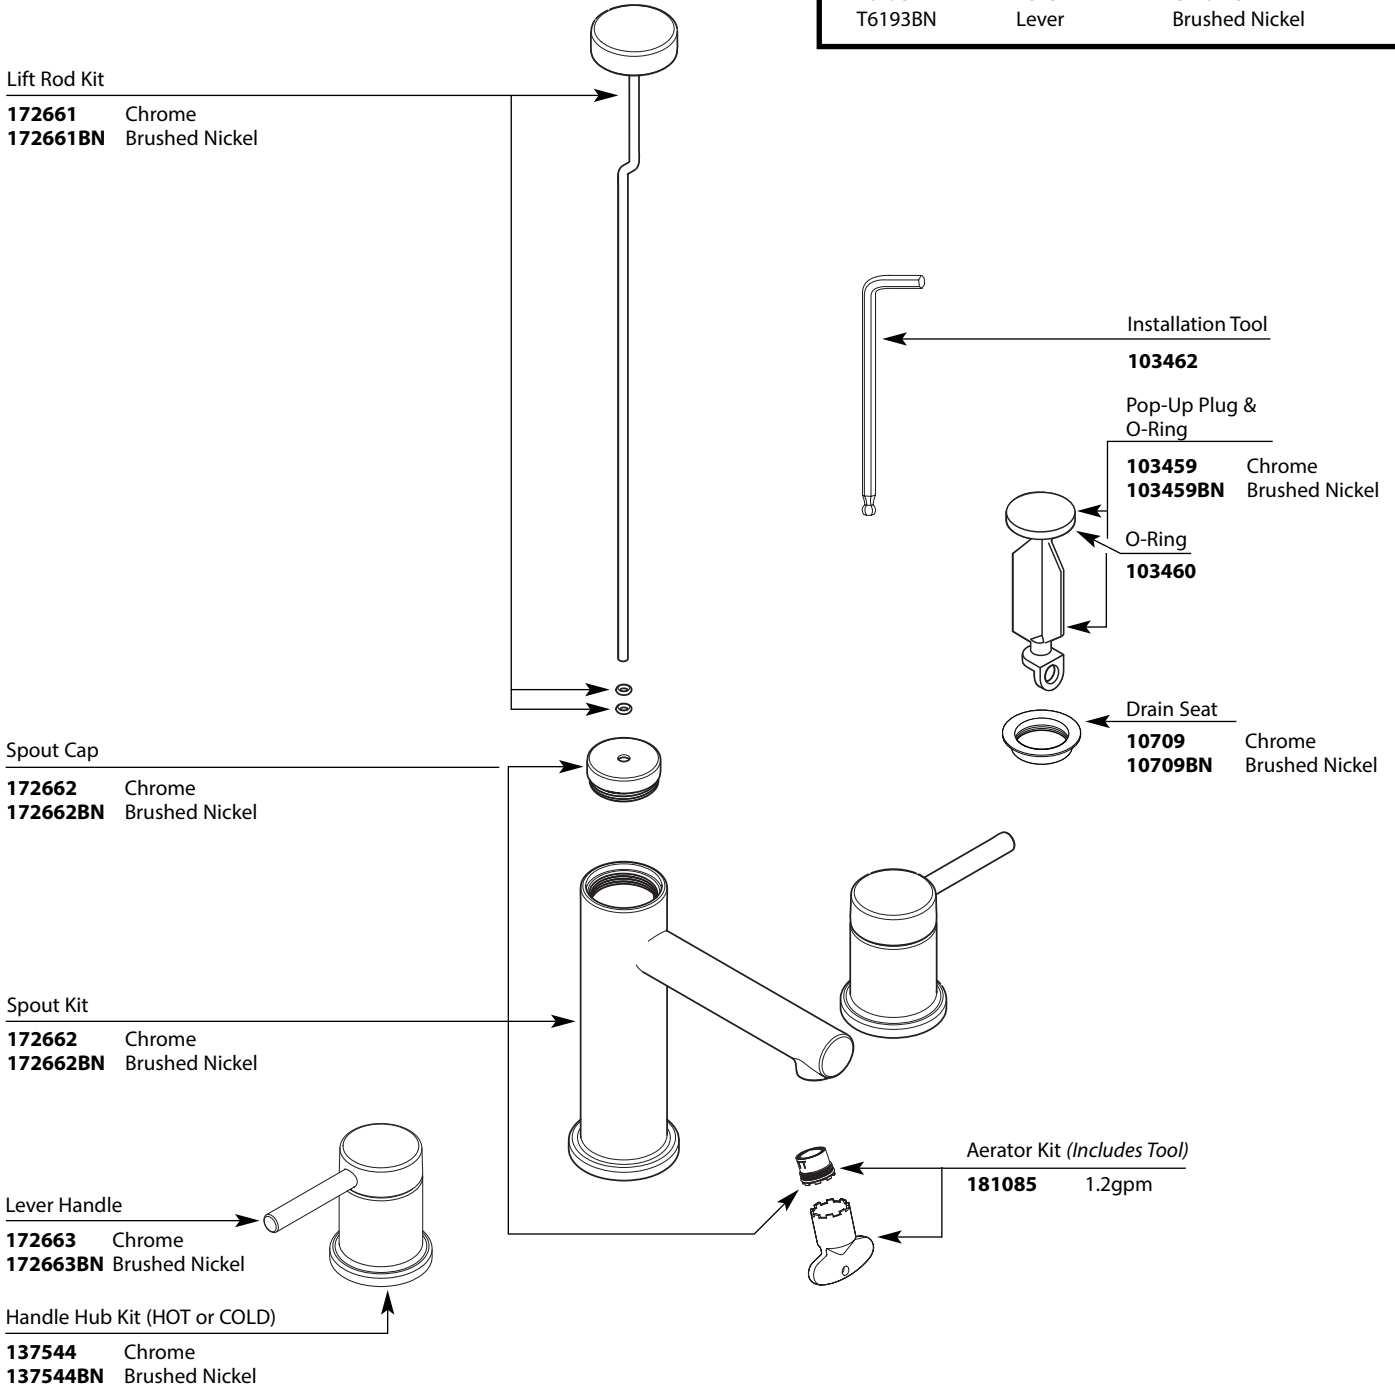 T6193BN Lever Brushed Nickel
Lift Rod Kit
172661 Chrome
172661BN Brushed Nickel
Installation Tool
103462
Pop-Up Plug &
O-Ring
103459 Chrome
103459BN Brushed Nickel
O-Ring
103460
Drain Seat
10709 Chrome
10709BN Brushed Nickel
Spout Cap
172662 Chrome
172662BN Brushed Nickel
Spout Kit
172662 Chrome
172662BN Brushed Nickel
Aerator Kit (Includes Tool)
181085 1.2gpm
Lever Handle
172663 Chrome
172663BN Brushed Nickel
Handle Hub Kit (HOT or COLD)
137544 Chrome
137544BN Brushed Nickel